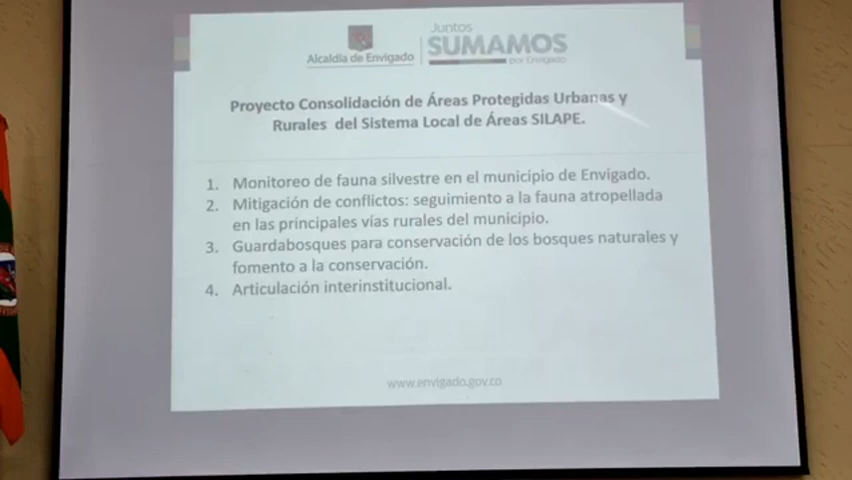 Juntos
Alcaldía de Envigado
SUMAMOS
por Envigado
Proyecto Consolidación de Áreas Protegidas Urbanas y
Rurales del Sistema Local de Áreas SILAPE.
1. Monitoreo de fauna silvestre en el municipio de Envigado.
2. Mitigación de conflictos: seguimiento a la fauna atropellada
en las principales vías rurales del municipio.
3. Guardabosques para conservación de los bosques naturales y
fomento a la conservación.
4. Articulación interinstitucional.
www.envigado.gov.co